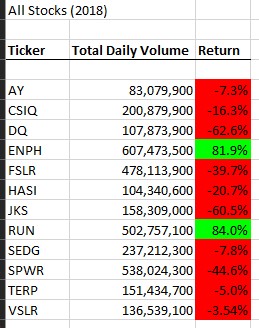 All Stocks (2018)
Ticker Total Daily Volume Return
AY 83,079,900 -7.3%
CSIQ 200,879,900 -16.3%
DQ 107,873,900 -62.6%
ENPH 607,473,500 81.9%
FSLR 478,113,900 -39.7%
HASI 104,340,600 -20.7%
JKS 158,309,000 -60.5%
RUN 502,757,100 84.0%
SEDG 237,212,300 -7.8%
SPWR 538,024,300 -44.6%
TERP 151,434,700 -5.0%
VSLR 136,539,100 -3.54%